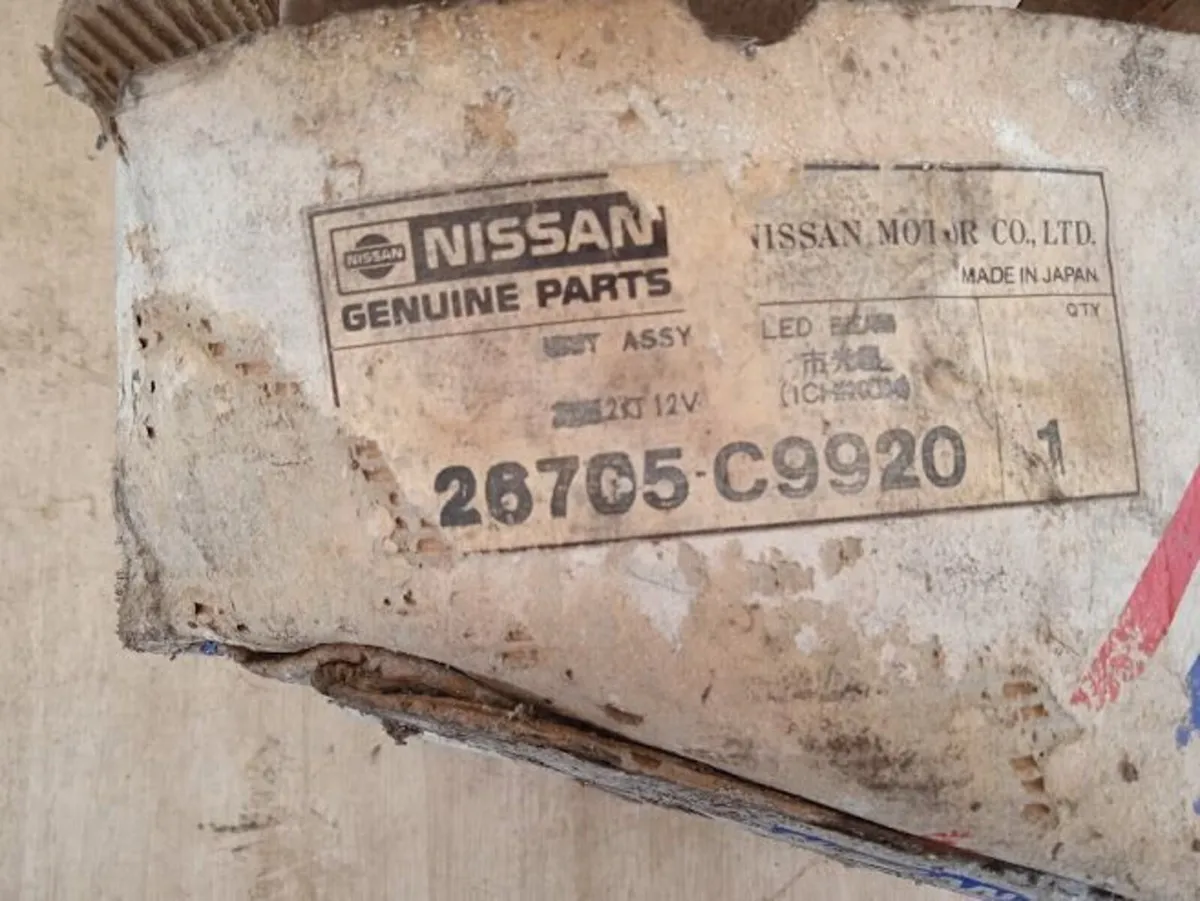 NISSAN
NISSAN
GENUINE PARTS
NISSAN MOTOR CO., LTD.
MADE IN JAPAN
QTY
ASSY
LED
12V
26705-C9920
1